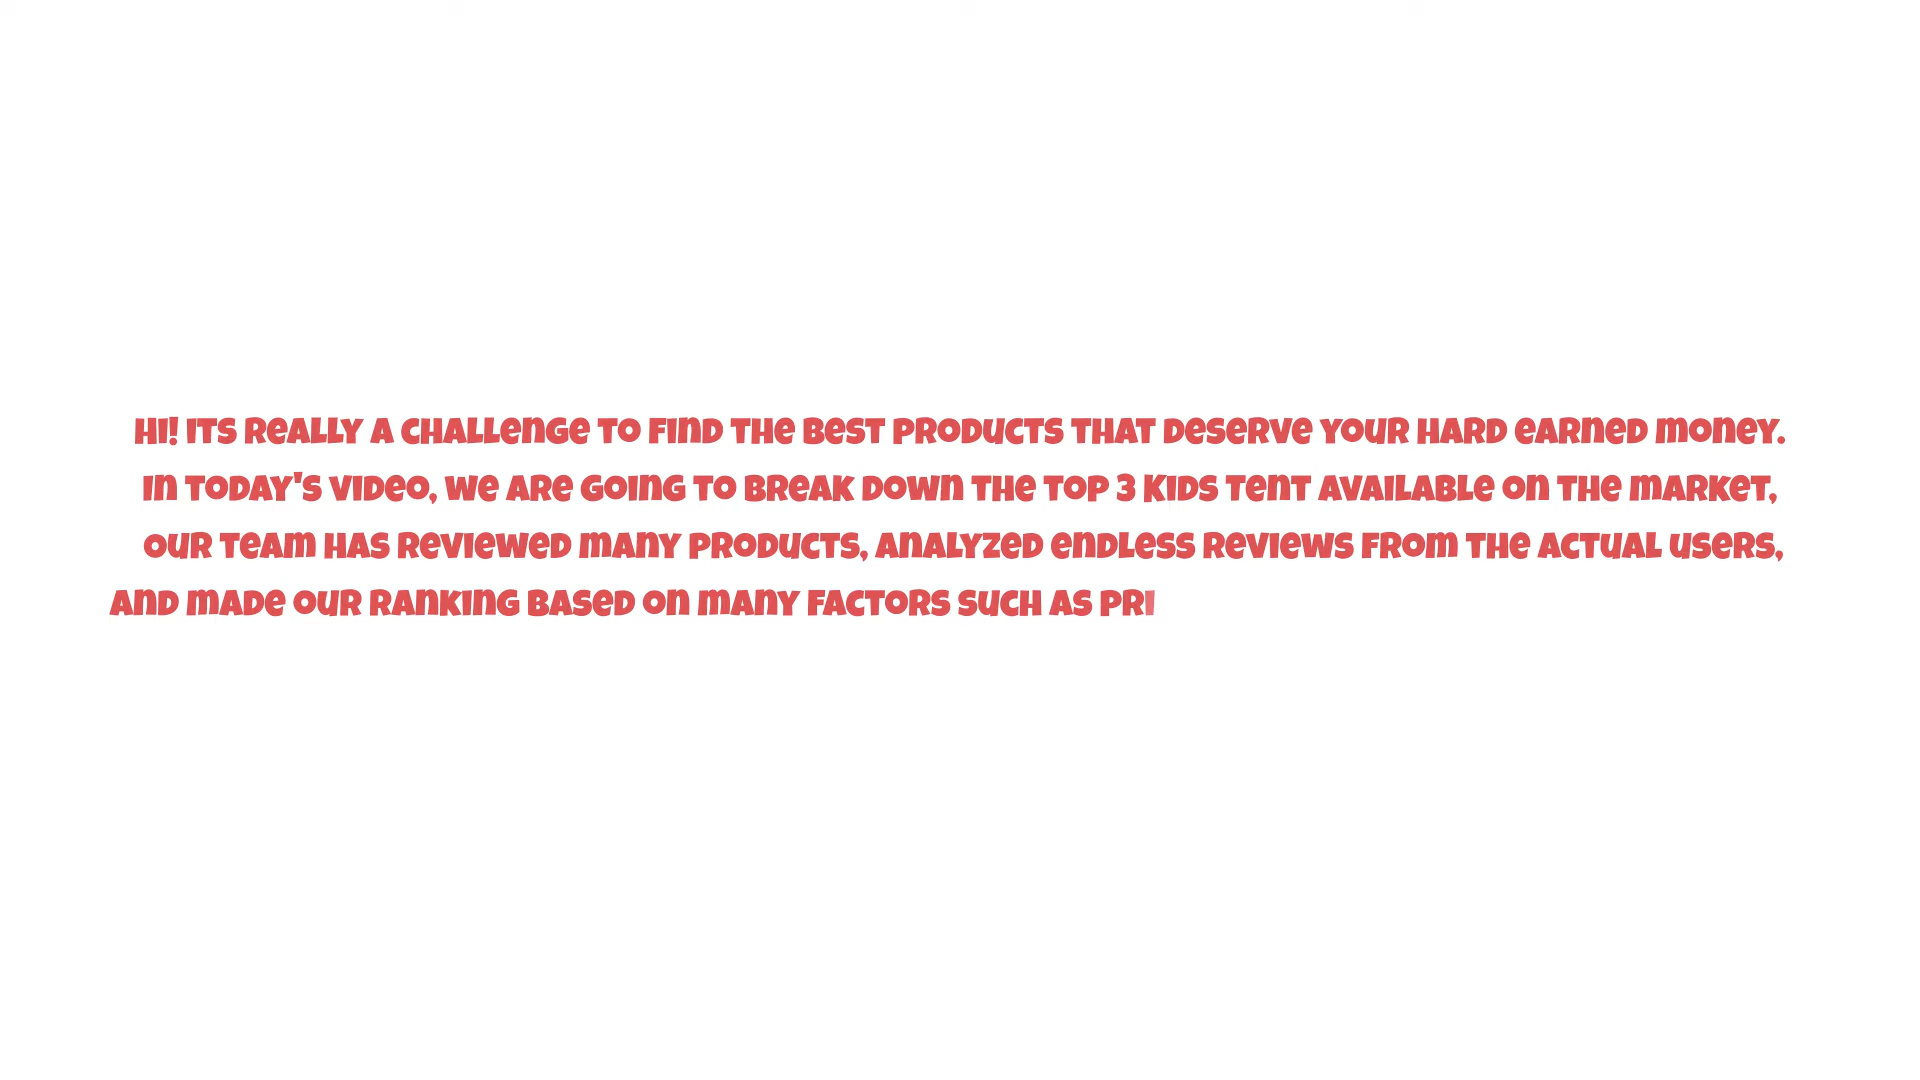 Hi! Its really a challenge to find the best products that deserve your hard earned money.
In today's video, we are going to break down the top 3 Kids Tent available on the market,
our team has reviewed many products, analyzed endless reviews from the actual users,
and made our ranking based on many factors such as pri